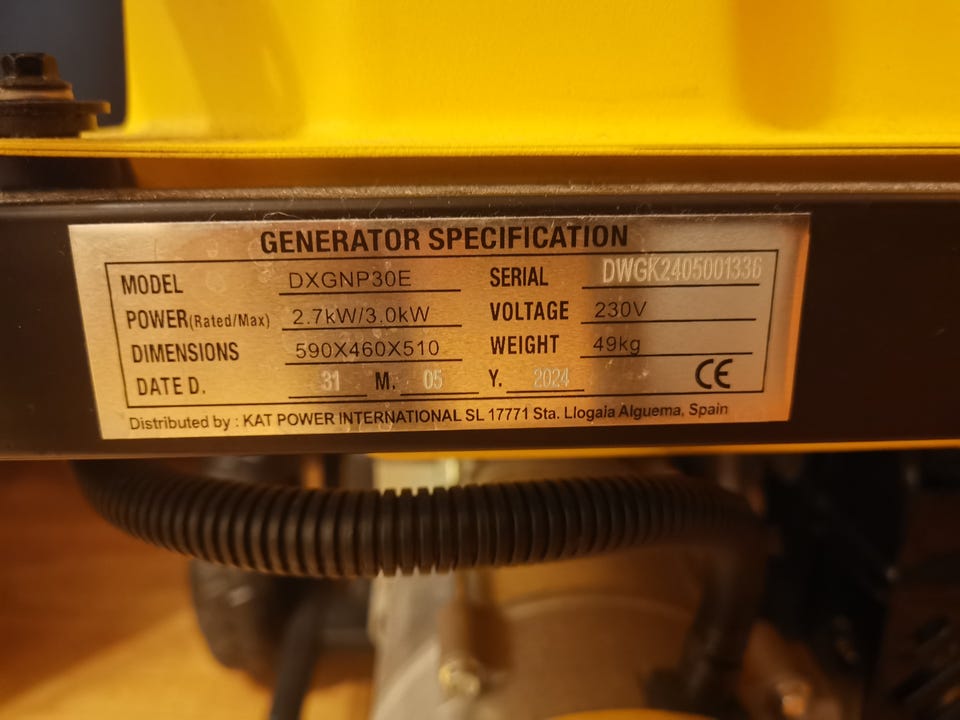 GENERATOR SPECIFICATION
MODEL DXGNP30E SERIAL DWGK2405001336
POWER(Rated/Max) 2.7kW/3.0kW VOLTAGE 230V
DIMENSIONS 590X460X510 WEIGHT 49kg
DATE D. 31 M. 05 Y. 2024 CE
Distributed by : KAT POWER INTERNATIONAL SL 17771 Sta. Llogaia Alguema, Spain